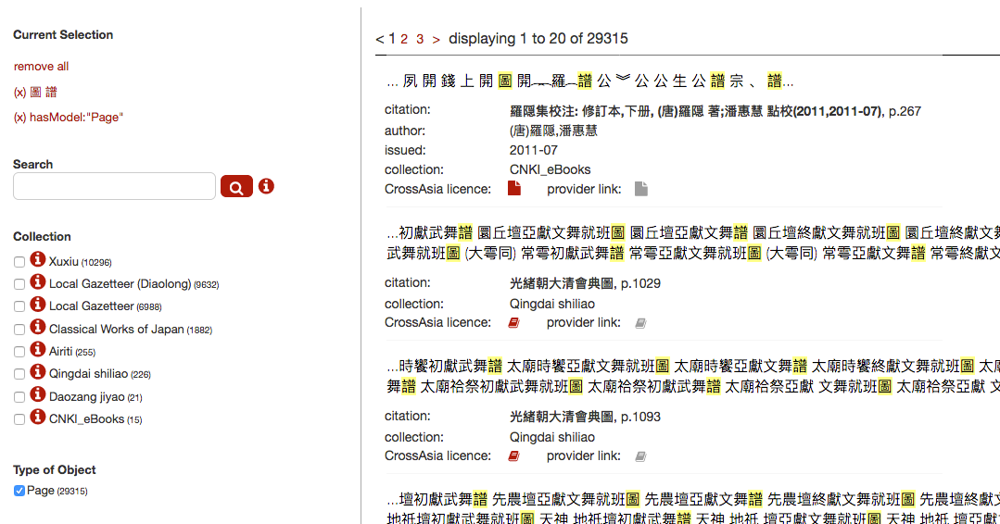 Current Selection
remove all
(x) 圖 譜
(x) hasModel:"Page"
Search
Collection
Xuxiu (10296)
Local Gazetteer (Diaolong) (9632)
Local Gazetteer (6988)
Classical Works of Japan (1882)
Airiti (255)
Qingdai shiliao (226)
Daozang jiyao (21)
CNKI_eBooks (15)
Type of Object
Page (29315)
< 1 2 3 > displaying 1 to 20 of 29315
... 夙 開 錢 上 開 圖 開 ︷ 羅 ︷ 譜 公 ︾ 公 公 生 公 譜 宗 、 譜...
citation: 羅隱集校注: 修訂本,下册, (唐)羅隱 著;潘惠慧 點校(2011,2011-07), p.267
author: (唐)羅隱,潘惠慧
issued: 2011-07
collection: CNKI_eBooks
CrossAsia licence: provider link:
...初獻武舞譜 圜丘壇亞獻文舞就班圖 圜丘壇亞獻文舞譜 圜丘壇終獻文舞就班圖 圜丘壇終獻文舞
武舞就班圖 (大雩同) 常雩初獻武舞譜 常雩亞獻文舞就班圖 (大雩同) 常雩亞獻文舞譜 常雩終獻文
citation: 光緒朝大清會典圖, p.1029
collection: Qingdai shiliao
CrossAsia licence: provider link:
...時饗初獻武舞譜 太廟時饗亞獻文舞就班圖 太廟時饗亞獻文舞譜 太廟時饗終獻文舞就班圖 太廟
舞譜 太廟祫祭初獻武舞就班圖 太廟祫祭初獻武舞譜 太廟祫祭亞獻 文舞就班圖 太廟祫祭亞獻 文
citation: 光緒朝大清會典圖, p.1093
collection: Qingdai shiliao
CrossAsia licence: provider link:
...壇初獻武舞譜 先農壇亞獻文舞就班圖 先農壇亞獻文舞譜 先農壇終獻文舞就班圖 先農壇終獻文
地祇壇初獻武舞就班圖 天神 地祇壇初獻武舞譜 天神 地祇 壇亞獻文舞就班圖 天神 地祇 壇亞獻